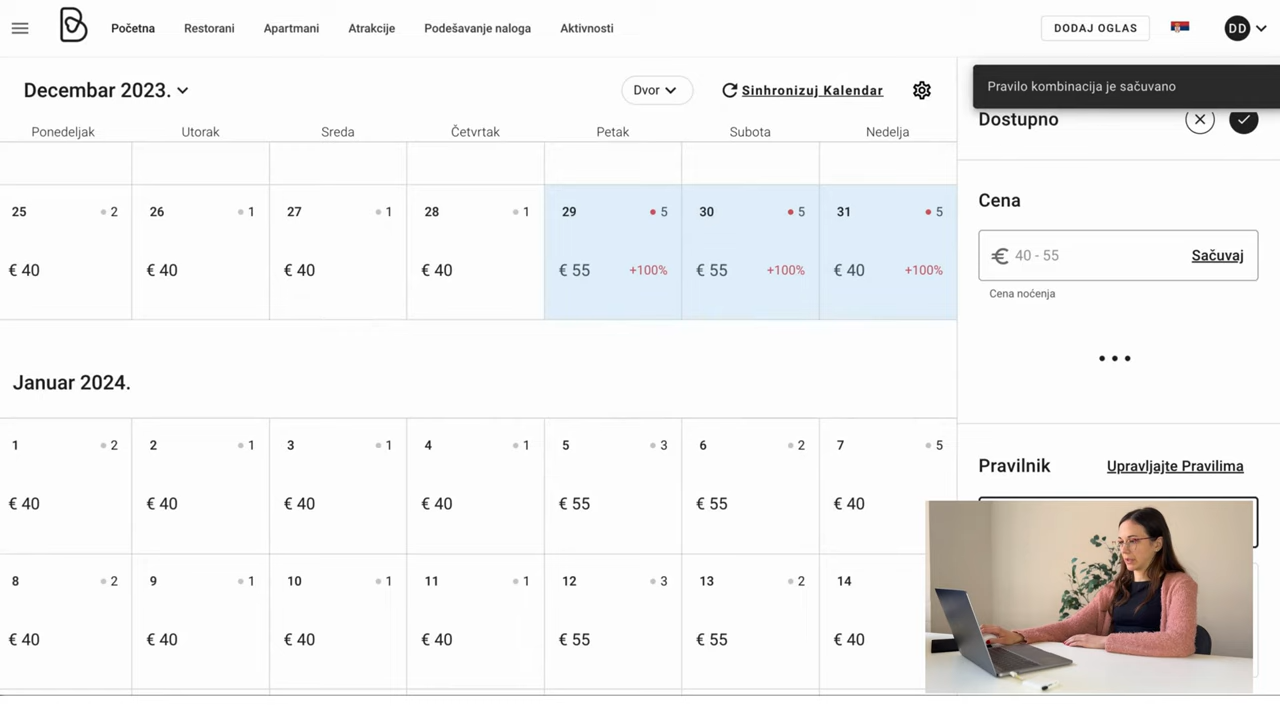 Početna Restorani Apartmani Atrakcije Podešavanje naloga Aktivnosti DODAJ OGLAS DD
Decembar 2023. Dvor Sinhronizuj Kalendar
Pravilo kombinacija je sačuvano
Dostupno
Ponedeljak Utorak Sreda Četvrtak Petak Subota Nedelja
25 2 26 1 27 1 28 1 29 5 30 5 31 5
€ 40 € 40 € 40 € 40 € 55 +100% € 55 +100% € 40 +100%
Cena
€ 40 - 55 Sačuvaj
Cena noćenja
Januar 2024.
1 2 2 1 3 1 4 1 5 3 6 2 7 5
€ 40 € 40 € 40 € 40 € 55 € 55 € 40
Pravilnik Upravljajte Pravilima
8 2 9 1 10 1 11 1 12 3 13 2 14
€ 40 € 40 € 40 € 40 € 55 € 55 € 40